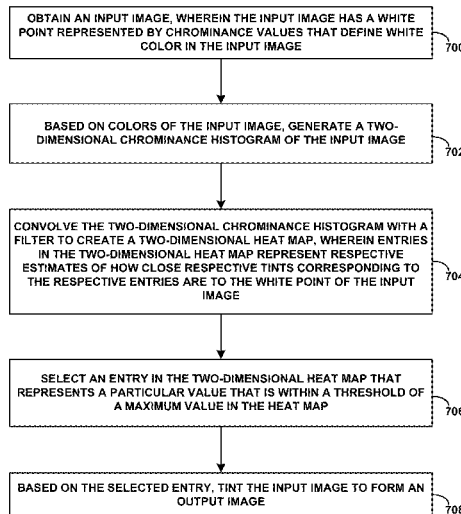 OBTAIN AN INPUT IMAGE, WHEREIN THE INPUT IMAGE HAS A WHITE
POINT REPRESENTED BY CHROMINANCE VALUES THAT DEFINE WHITE
COLOR IN THE INPUT IMAGE
700
BASED ON COLORS OF THE INPUT IMAGE, GENERATE A TWO-
DIMENSIONAL CHROMINANCE HISTOGRAM OF THE INPUT IMAGE
702
CONVOLVE THE TWO-DIMENSIONAL CHROMINANCE HISTOGRAM WITH A
FILTER TO CREATE A TWO-DIMENSIONAL HEAT MAP, WHEREIN ENTRIES
IN THE TWO-DIMENSIONAL HEAT MAP REPRESENT RESPECTIVE
ESTIMATES OF HOW CLOSE RESPECTIVE TINTS CORRESPONDING TO
THE RESPECTIVE ENTRIES ARE TO THE WHITE POINT OF THE INPUT
IMAGE
704
SELECT AN ENTRY IN THE TWO-DIMENSIONAL HEAT MAP THAT
REPRESENTS A PARTICULAR VALUE THAT IS WITHIN A THRESHOLD OF
A MAXIMUM VALUE IN THE HEAT MAP
706
BASED ON THE SELECTED ENTRY, TINT THE INPUT IMAGE TO FORM AN
OUTPUT IMAGE
708